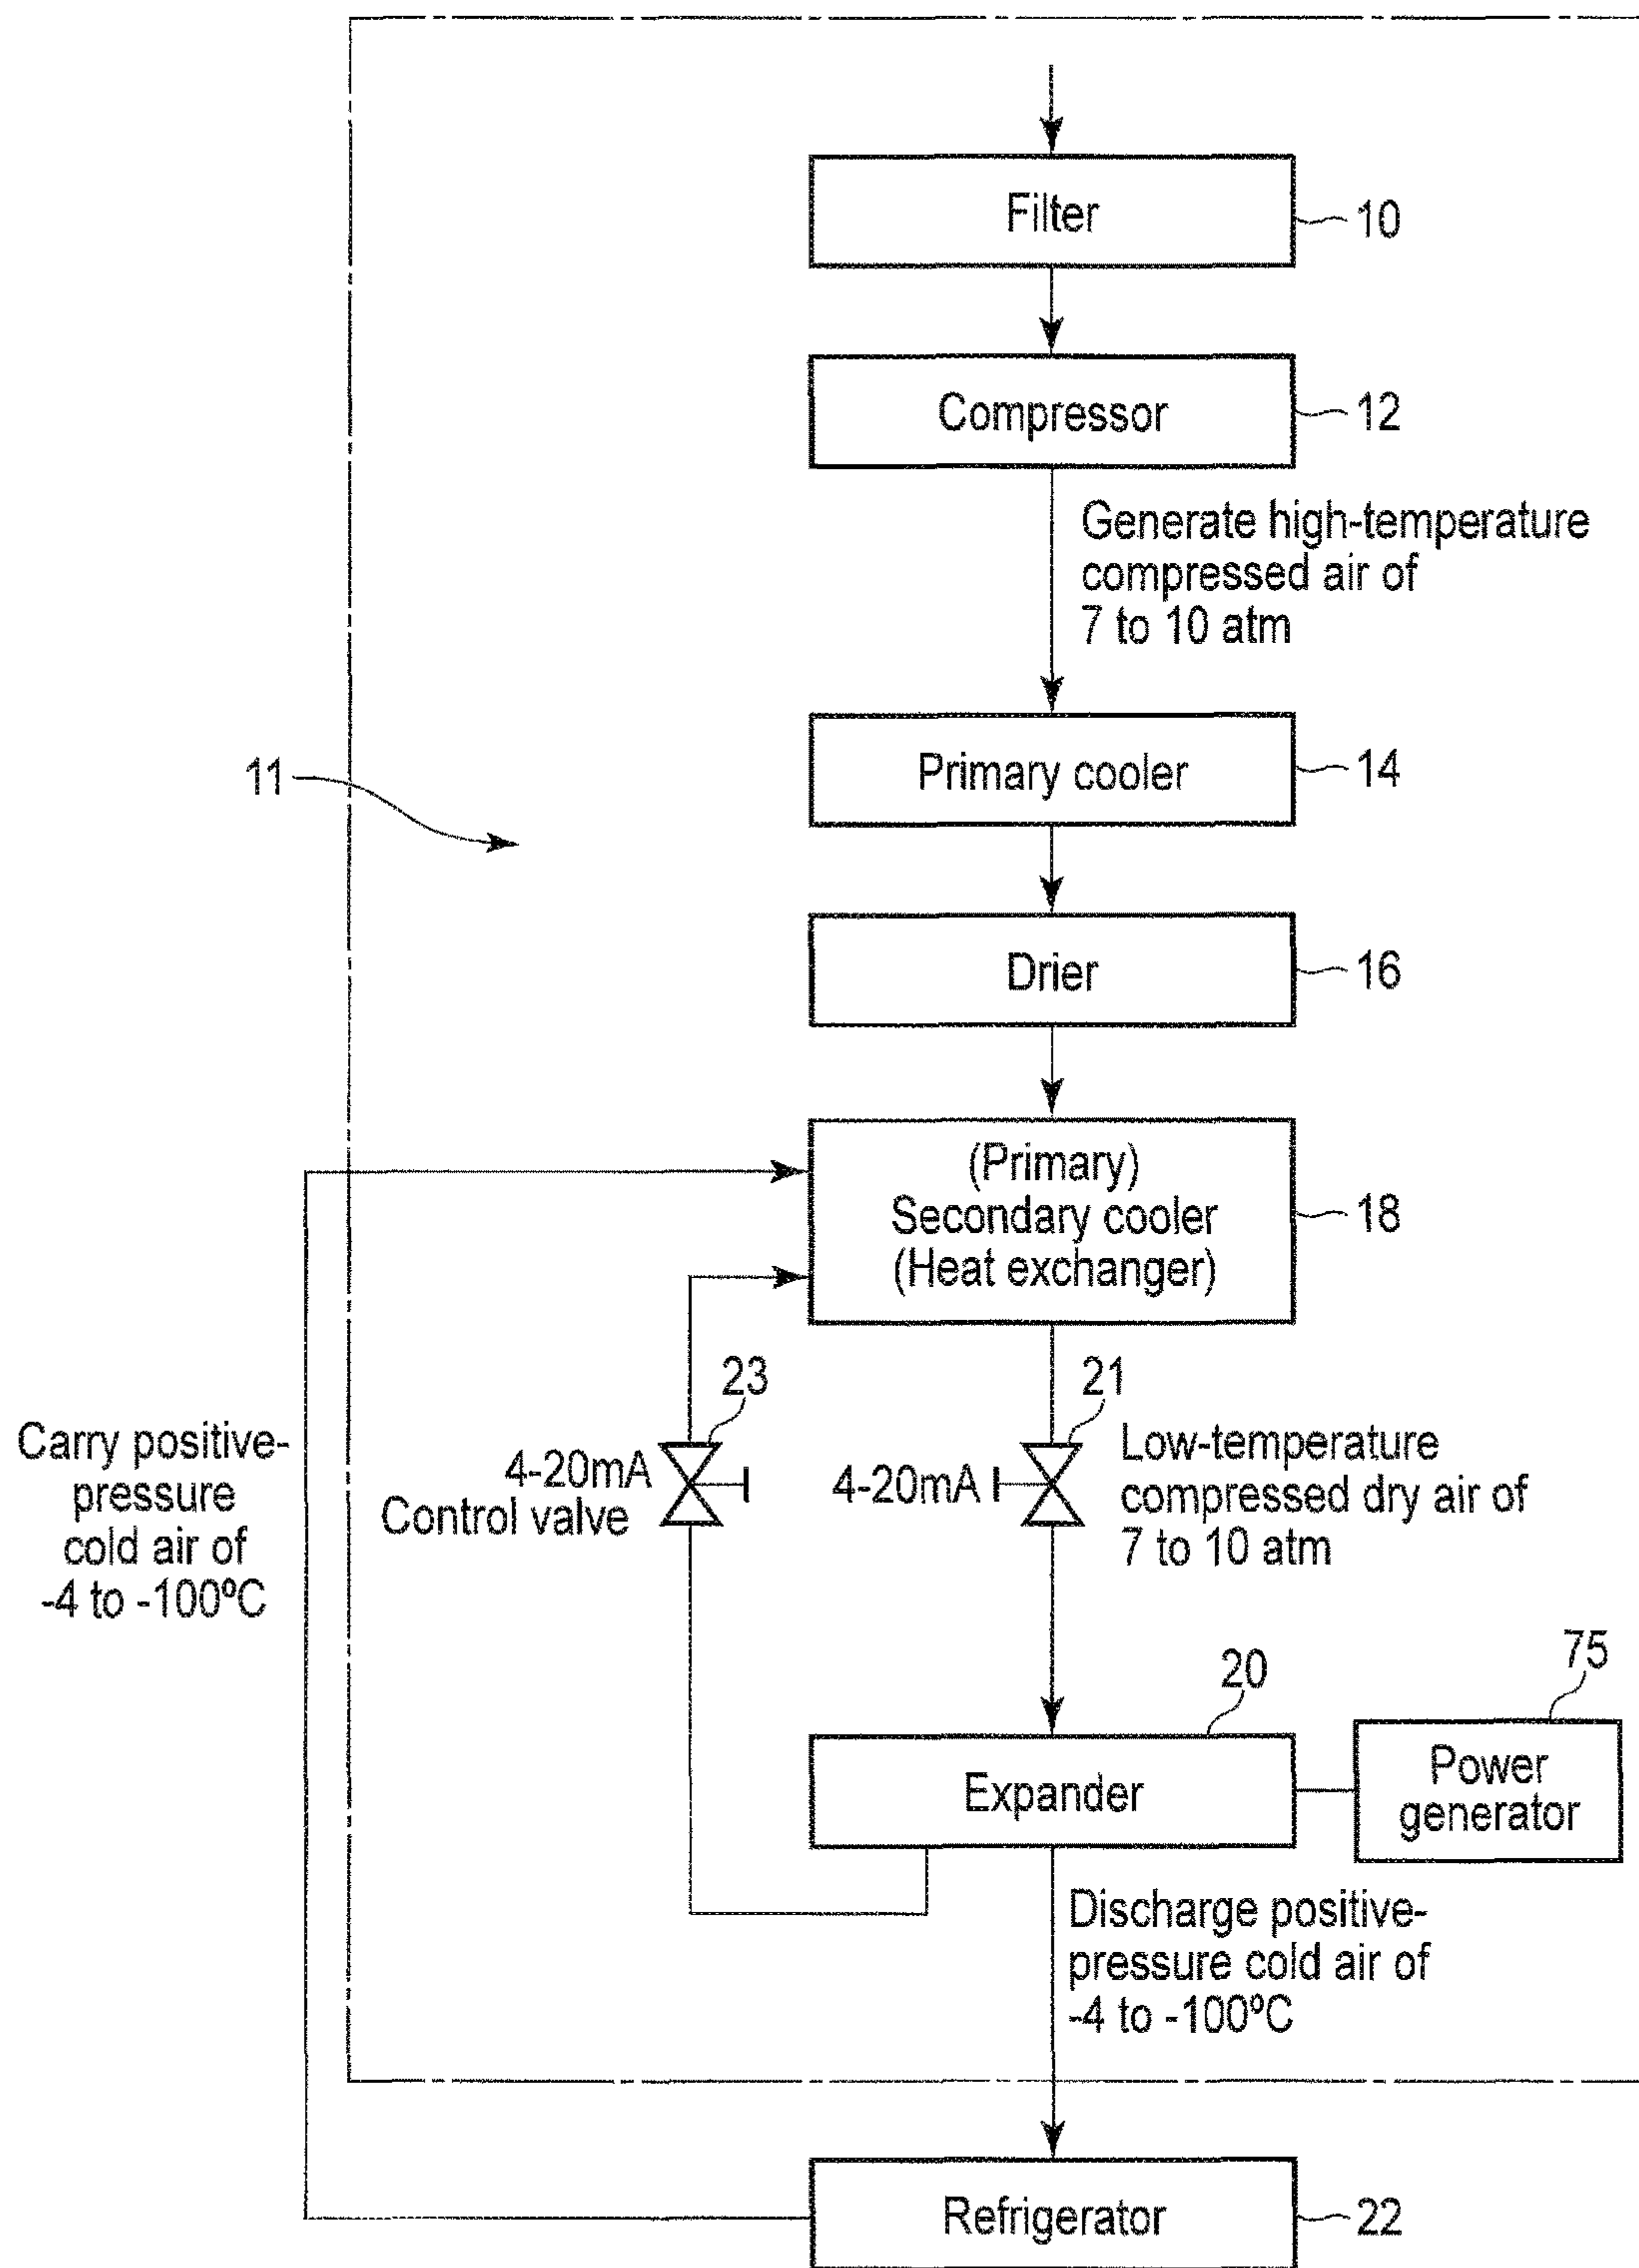 Filter
10
Compressor
12
Generate high-temperature
compressed air of
7 to 10 atm
11
Primary cooler
14
Drier
16
(Primary)
Secondary cooler
(Heat exchanger)
18
23
21
Carry positive-
pressure
cold air of
-4 to -100ºC
4-20mA
Control valve
4-20mA
Low-temperature
compressed dry air of
7 to 10 atm
20
75
Expander
Power
generator
Discharge positive-
pressure cold air of
-4 to -100ºC
Refrigerator
22